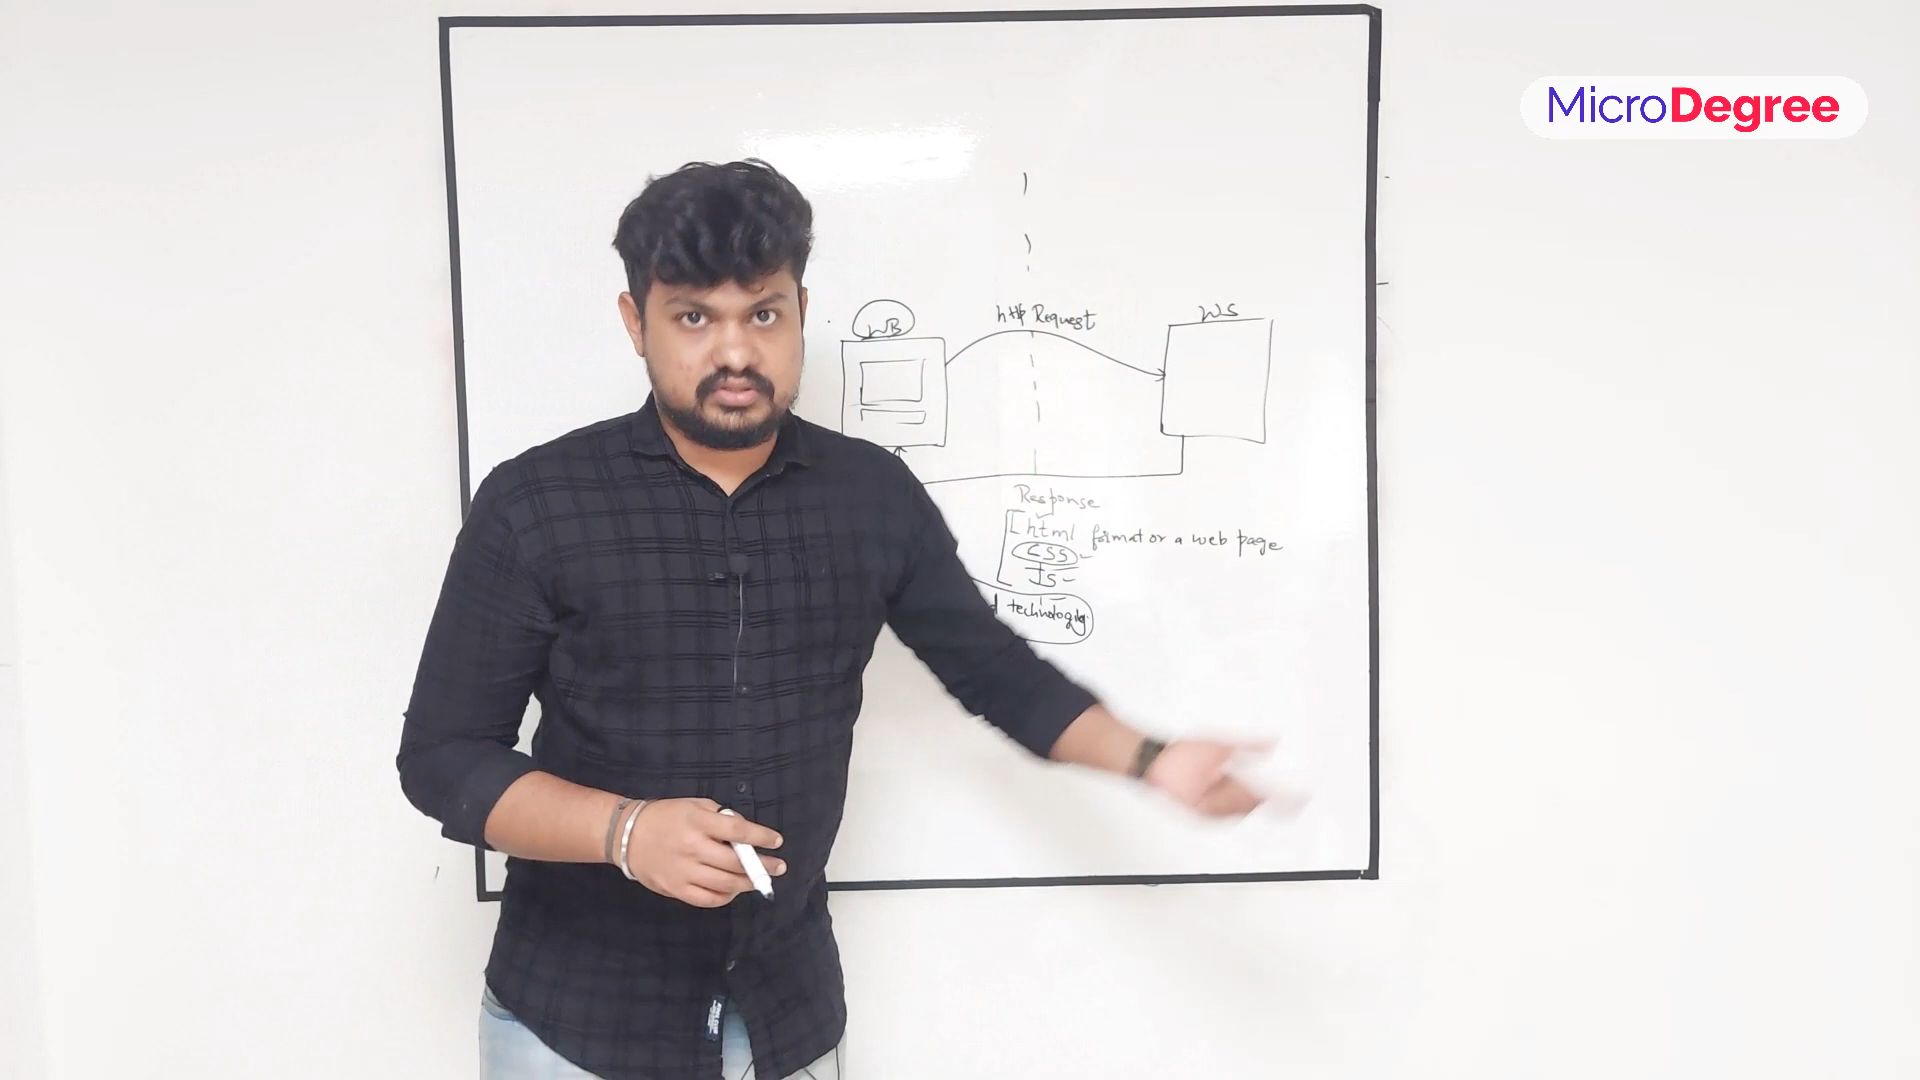 MicroDegree
WB
http Request
WS
Response
html format or a web page
CSS
JS
technology